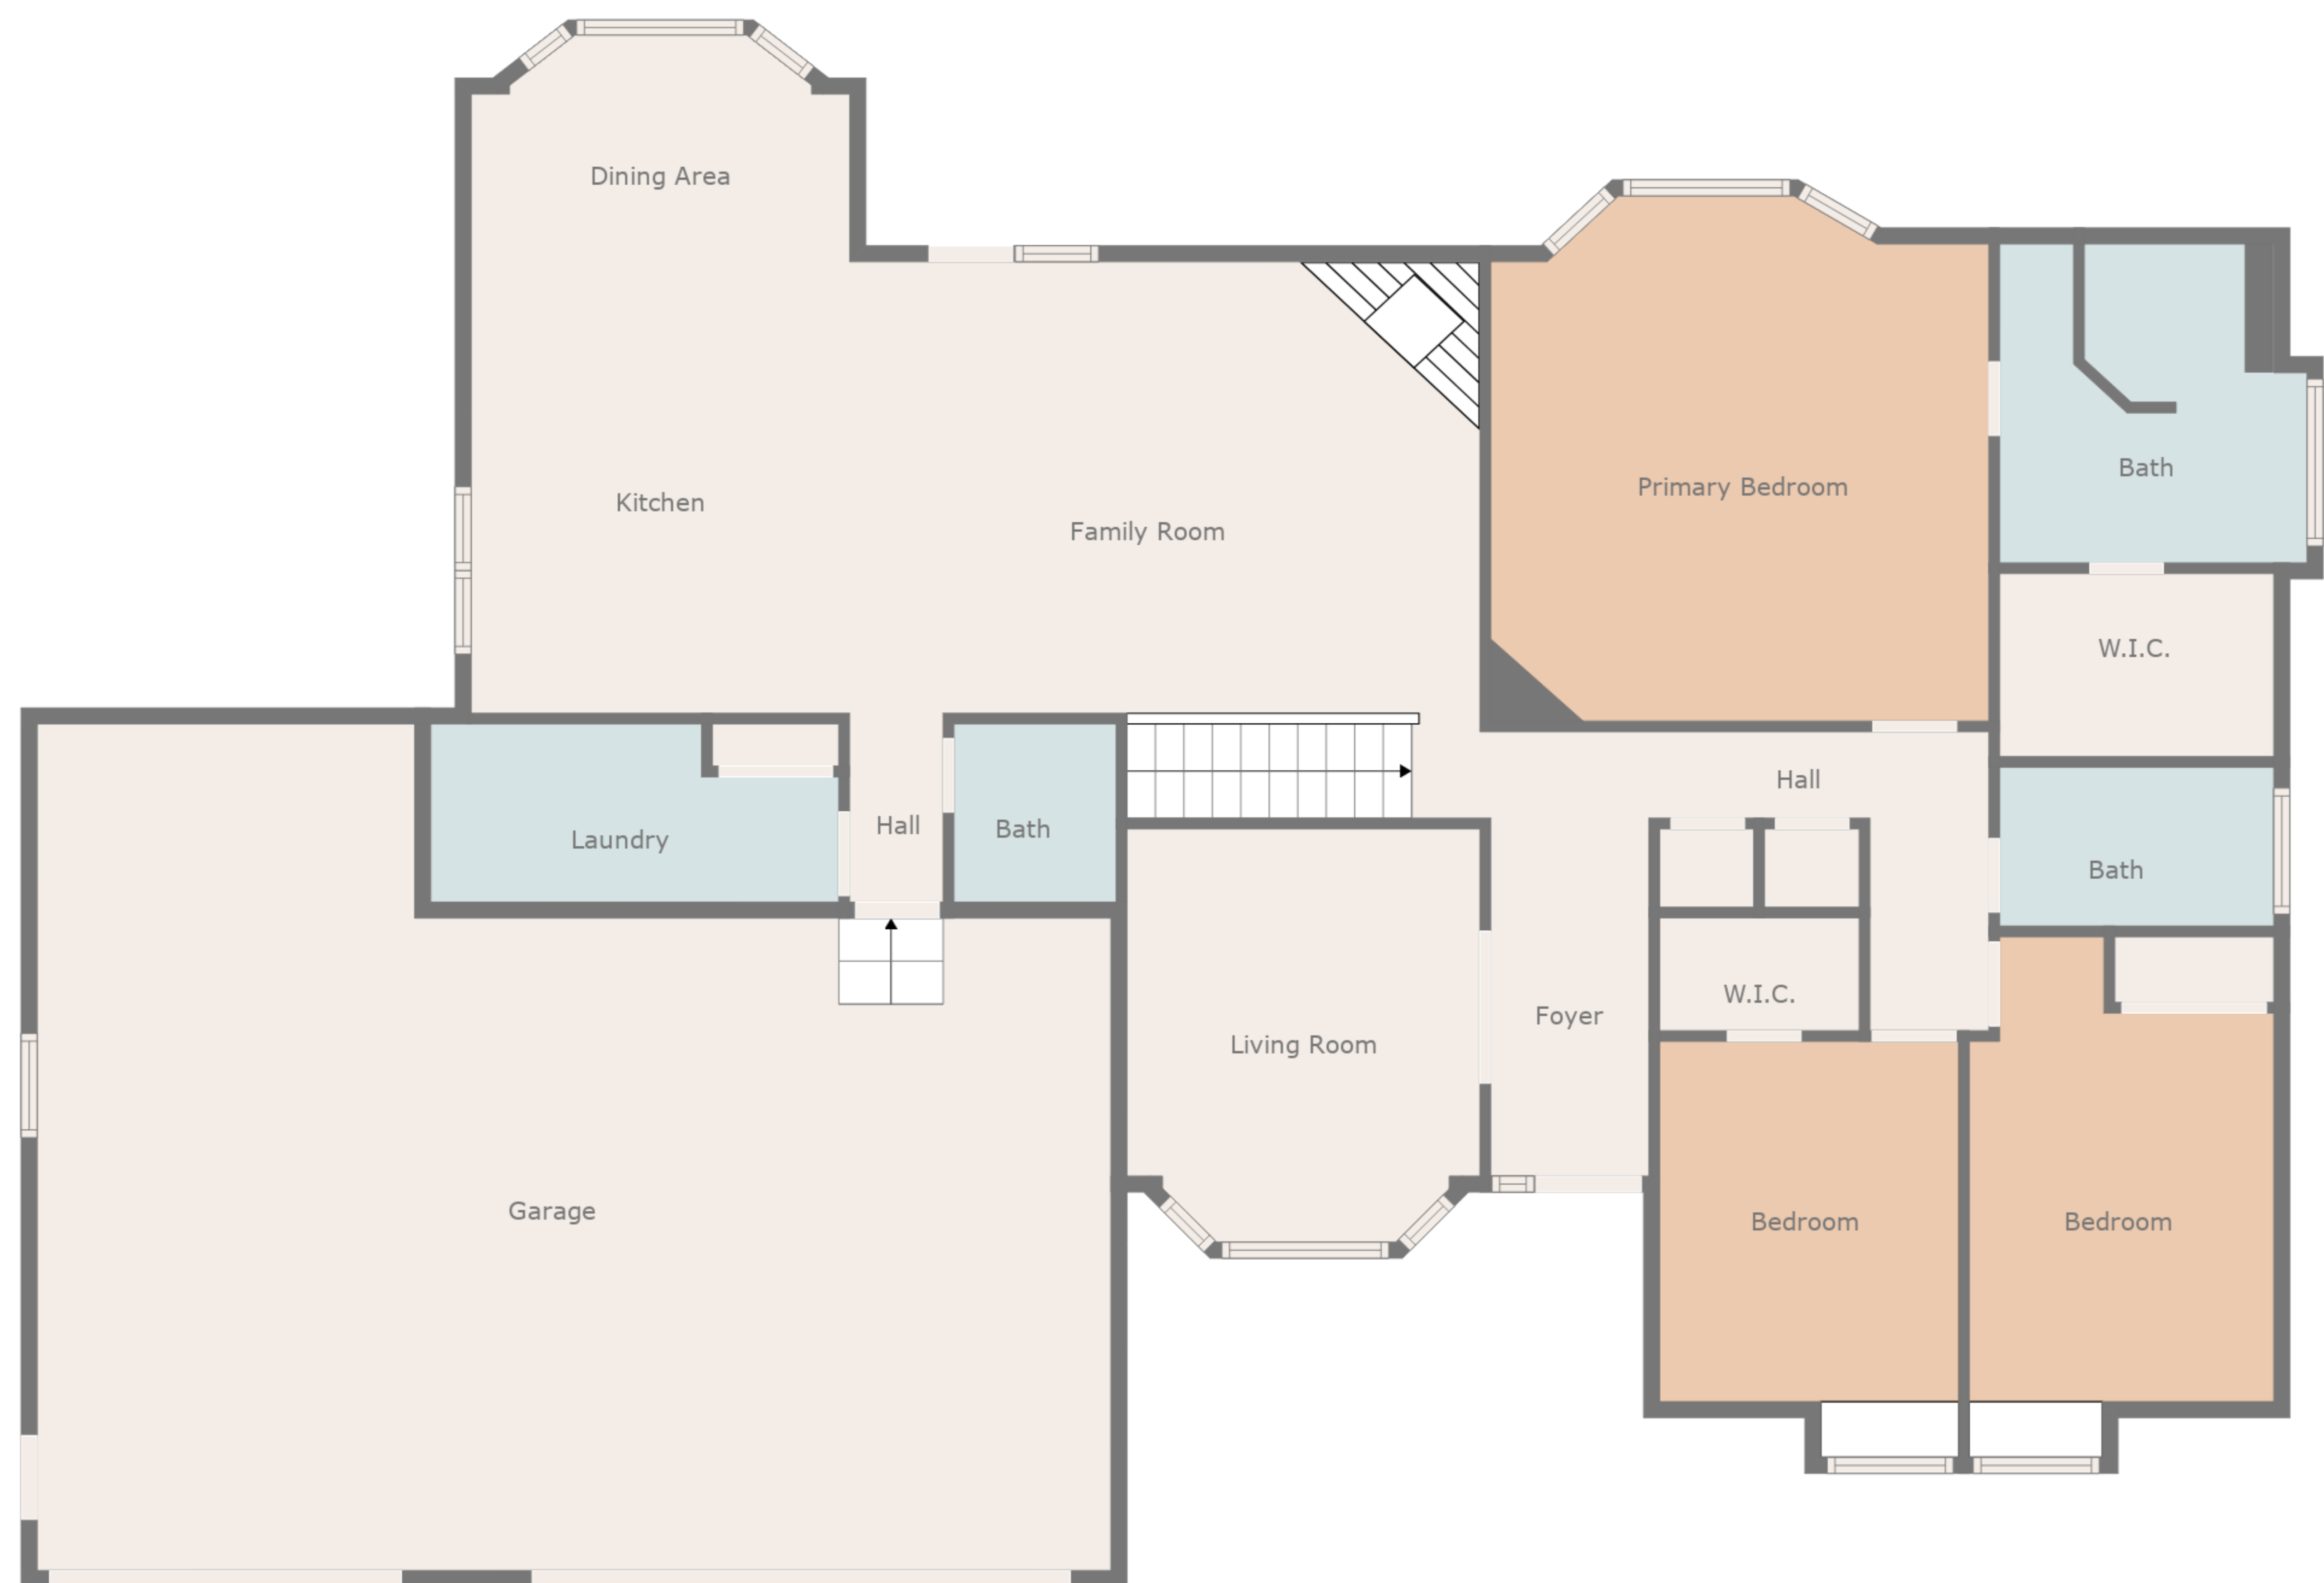 Dining Area
Kitchen
Family Room
Primary Bedroom
Bath
W.I.C.
Hall
Laundry
Hall
Bath
Bath
Living Room
Foyer
W.I.C.
Garage
Bedroom
Bedroom